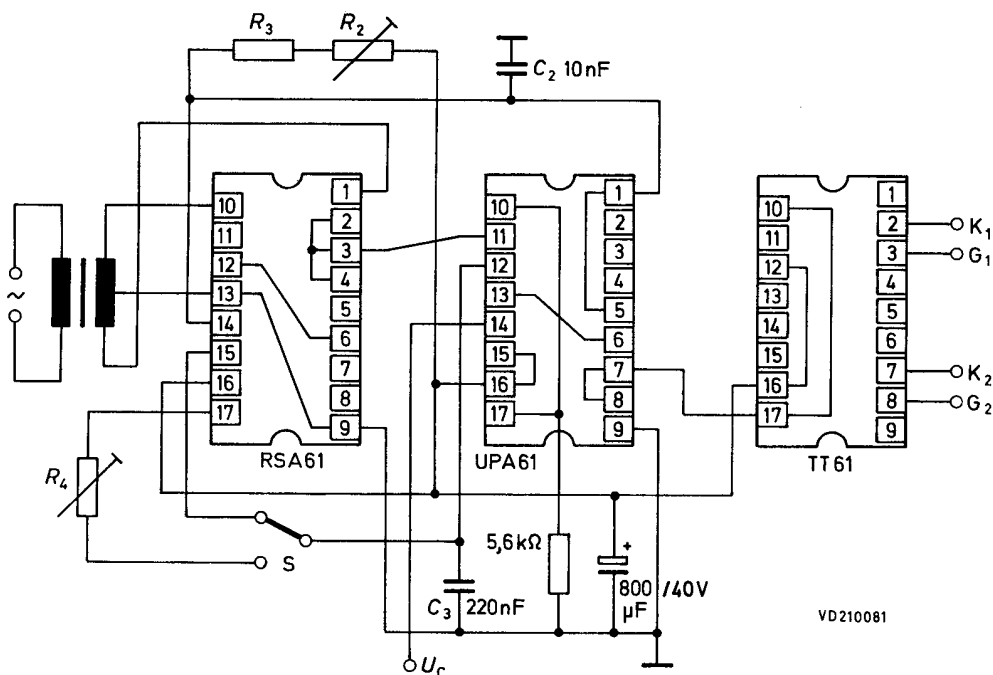 R3 R2
C2 10nF
1
10 2
11 3
12 4
13 5
14 6
15 7
16 8
17 9
RSA61
1
10 2
11 3
12 4
13 5
14 6
15 7
16 8
17 9
UPA61
1
10 2 K1
11 3 G1
12 4
13 5
14 6
15 7 K2
16 8 G2
17 9
TT61
~
R4
S
5,6kΩ
+
800 /40V
µF
C3 220nF
Uc
VD210081